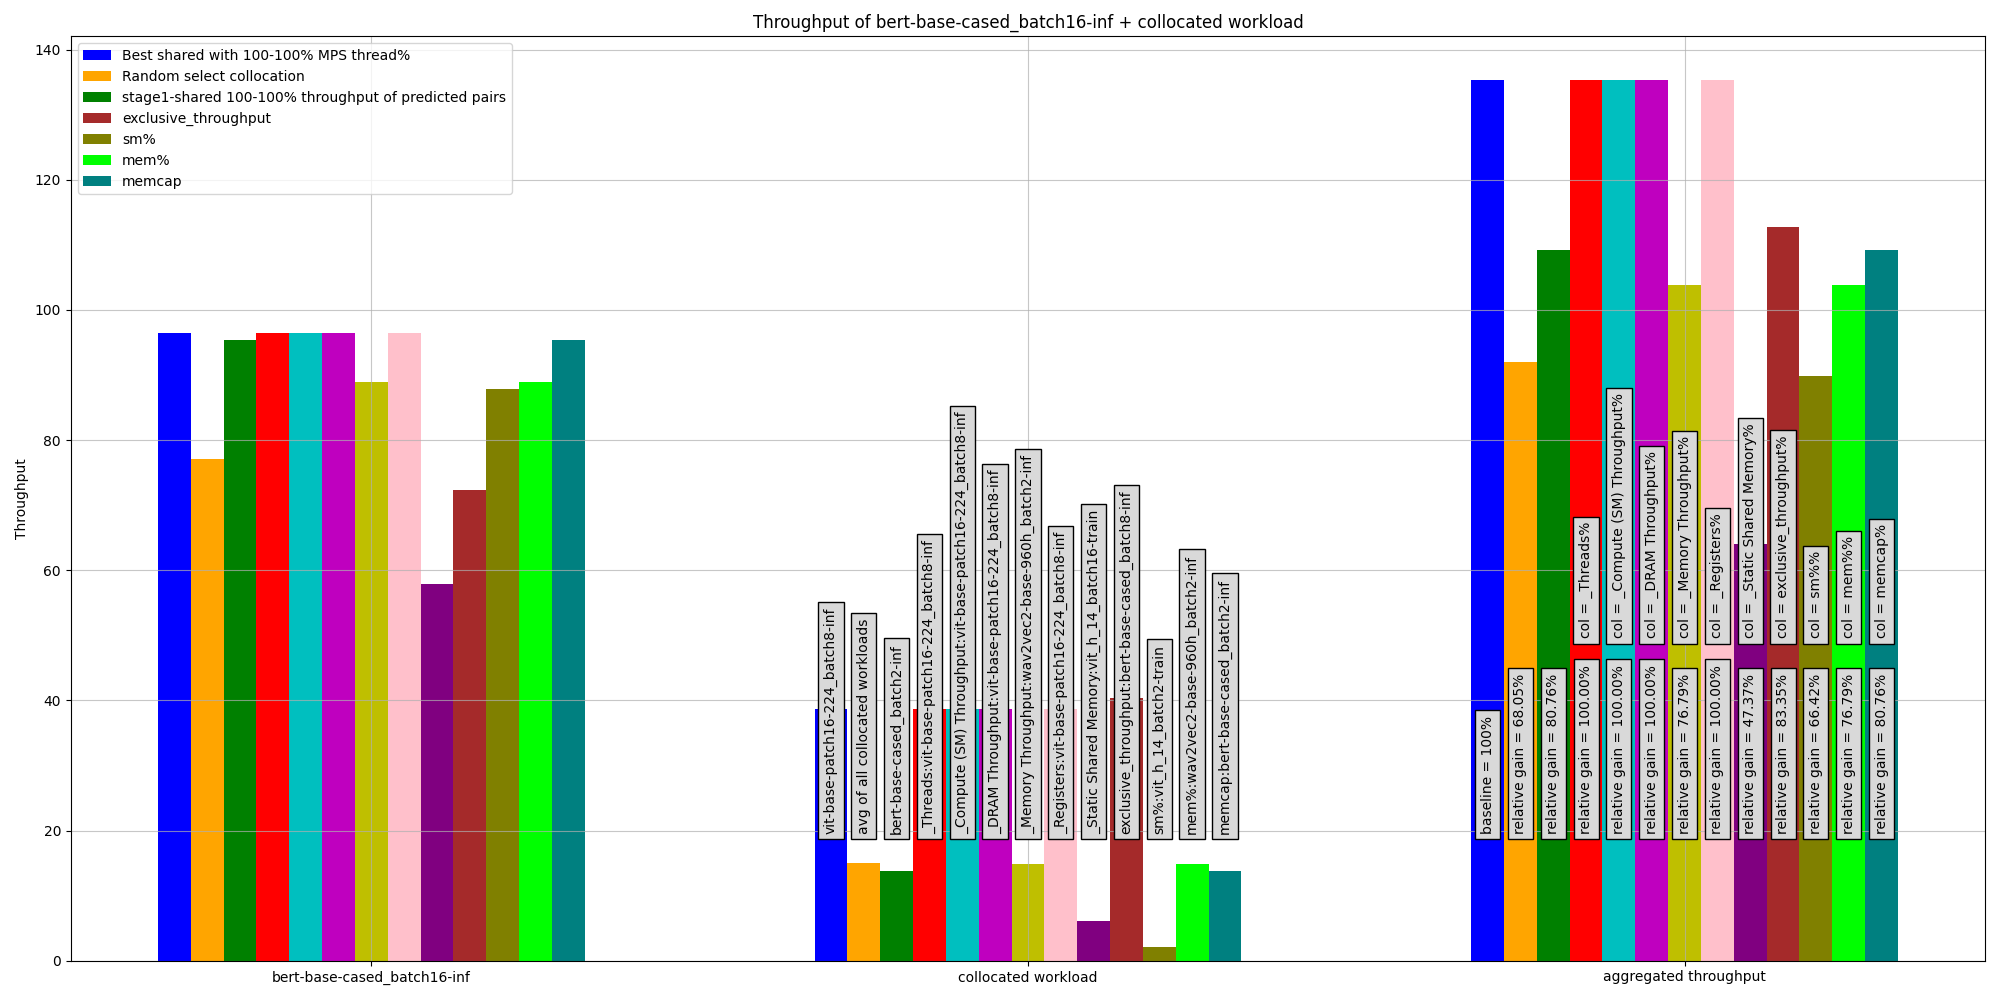 Throughput of bert-base-cased_batch16-inf + collocated workload
Throughput
140
120
100
80
60
40
20
0
Best shared with 100-100% MPS thread%
Random select collocation
stage1-shared 100-100% throughput of predicted pairs
exclusive_throughput
sm%
mem%
memcap
vit-base-patch16-224_batch8-inf
avg of all collocated workloads
bert-base-cased_batch2-inf
_Threads:vit-base-patch16-224_batch8-inf
_Compute (SM) Throughput:vit-base-patch16-224_batch8-inf
_DRAM Throughput:vit-base-patch16-224_batch8-inf
_Memory Throughput:wav2vec2-base-960h_batch2-inf
_Registers:vit-base-patch16-224_batch8-inf
_Static Shared Memory:vit_h_14_batch16-train
exclusive_throughput:bert-base-cased_batch8-inf
sm%:vit_h_14_batch2-train
mem%:wav2vec2-base-960h_batch2-inf
memcap:bert-base-cased_batch2-inf
col = _Threads%
col = _Compute (SM) Throughput%
col = _DRAM Throughput%
col = _Memory Throughput%
col = _Registers%
col = _Static Shared Memory%
col = exclusive_throughput%
col = sm%%
col = mem%%
col = memcap%
baseline = 100%
relative gain = 68.05%
relative gain = 80.76%
relative gain = 100.00%
relative gain = 100.00%
relative gain = 100.00%
relative gain = 76.79%
relative gain = 100.00%
relative gain = 47.37%
relative gain = 83.35%
relative gain = 66.42%
relative gain = 76.79%
relative gain = 80.76%
bert-base-cased_batch16-inf
collocated workload
aggregated throughput